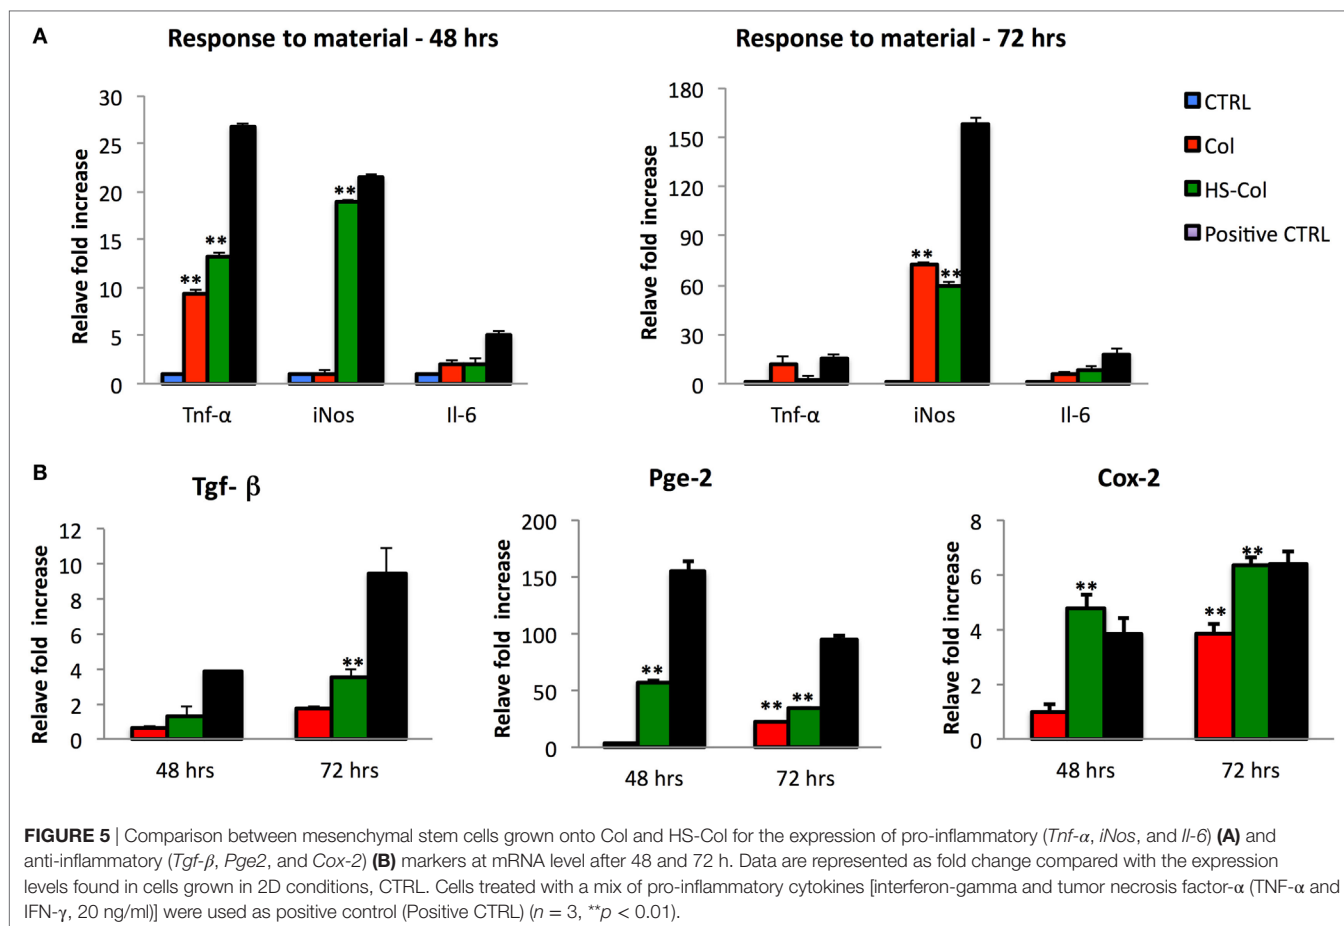 A
Response to material - 48 hrs
Relave fold increase
30
25
20
15
10
5
0
**
**
**
Tnf-α
iNos
Il-6
Response to material - 72 hrs
Relave fold increase
180
150
120
90
60
30
0
**
**
Tnf-α
iNos
Il-6
CTRL
Col
HS-Col
Positive CTRL
B
Tgf- β
Relave fold increase
12
10
8
6
4
2
0
**
48 hrs
72 hrs
Pge-2
Relave fold increase
200
150
100
50
0
**
**
**
48 hrs
72 hrs
Cox-2
Relave fold increase
8
6
4
2
0
**
**
**
48 hrs
72 hrs
FIGURE 5 | Comparison between mesenchymal stem cells grown onto Col and HS-Col for the expression of pro-inflammatory (Tnf-α, iNos, and Il-6) (A) and
anti-inflammatory (Tgf-β, Pge2, and Cox-2) (B) markers at mRNA level after 48 and 72 h. Data are represented as fold change compared with the expression
levels found in cells grown in 2D conditions, CTRL. Cells treated with a mix of pro-inflammatory cytokines [interferon-gamma and tumor necrosis factor-α (TNF-α and
IFN-γ, 20 ng/ml)] were used as positive control (Positive CTRL) (n = 3, **p < 0.01).